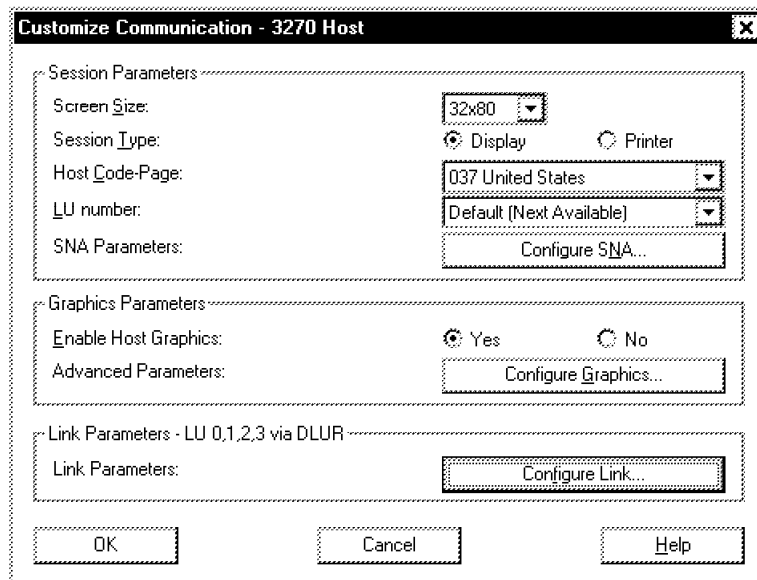 Customize Communication - 3270 Host
Session Parameters
Screen Size: 32x80
Session Type: Display Printer
Host Code-Page: 037 United States
LU number: Default (Next Available)
SNA Parameters: Configure SNA...
Graphics Parameters
Enable Host Graphics: Yes No
Advanced Parameters: Configure Graphics...
Link Parameters - LU 0,1,2,3 via DLUR
Link Parameters: Configure Link...
OK Cancel Help